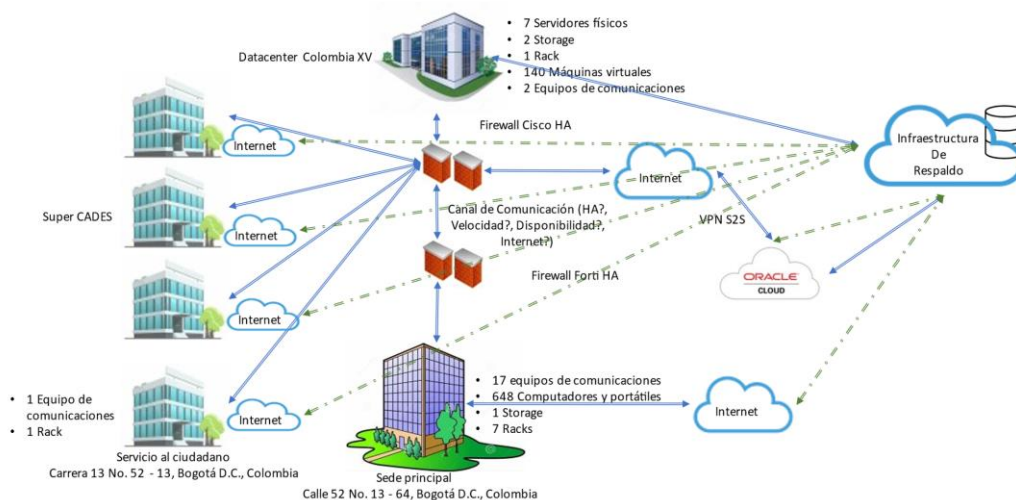 • 7 Servidores físicos
• 2 Storage
• 1 Rack
• 140 Máquinas virtuales
• 2 Equipos de comunicaciones
Datacenter Colombia XV
Firewall Cisco HA
Internet
Infraestructura
De
Respaldo
Internet
Super CADES
Internet
Canal de Comunicación (HA?,
Velocidad?, Disponibilidad?,
Internet?)
VPN S2S
Firewall Forti HA
ORACLE
CLOUD
Internet
• 1 Equipo de
comunicaciones
• 1 Rack
Internet
• 17 equipos de comunicaciones
• 648 Computadores y portátiles
• 1 Storage
• 7 Racks
Internet
Servicio al ciudadano
Carrera 13 No. 52 - 13, Bogotá D.C., Colombia
Sede principal
Calle 52 No. 13 - 64, Bogotá D.C., Colombia